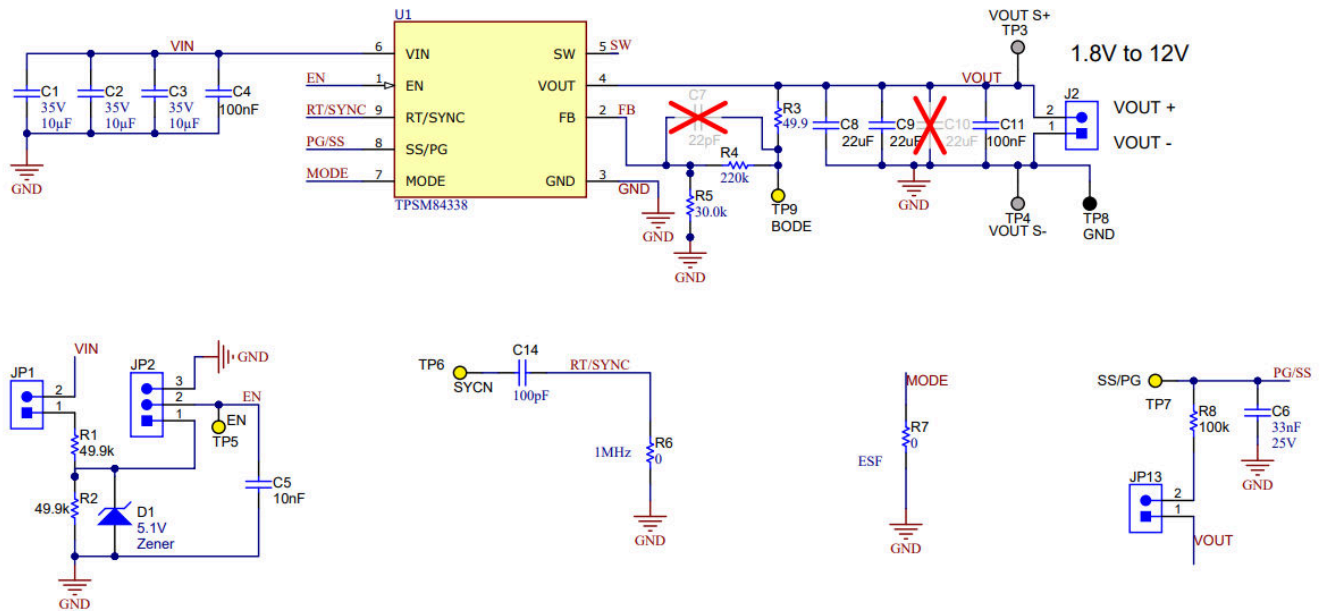 U1
VIN
6
VIN
SW
5
SW
EN
1
EN
VOUT
4
VOUT
RT/SYNC
9
RT/SYNC
FB
2
FB
PG/SS
8
SS/PG
MODE
7
MODE
GND
3
GND
TPSM84338
C1
35V
10µF
C2
35V
10µF
C3
35V
10µF
C4
100nF
GND
GND
C7
22pF
R3
49.9
R4
220k
R5
30.0k
GND
TP9
BODE
C8
22uF
C9
22uF
C10
22uF
C11
100nF
GND
VOUT S+
TP3
1.8V to 12V
J2
2
1
VOUT +
VOUT -
TP4
VOUT S-
TP8
GND
VIN
JP1
2
1
R1
49.9k
R2
49.9k
D1
5.1V
Zener
GND
JP2
3
2
1
GND
EN
EN
TP5
C5
10nF
TP6
SYCN
C14
100pF
RT/SYNC
1MHz
R6
0
GND
MODE
R7
0
ESF
GND
SS/PG
TP7
PG/SS
R8
100k
C6
33nF
25V
GND
JP13
2
1
VOUT